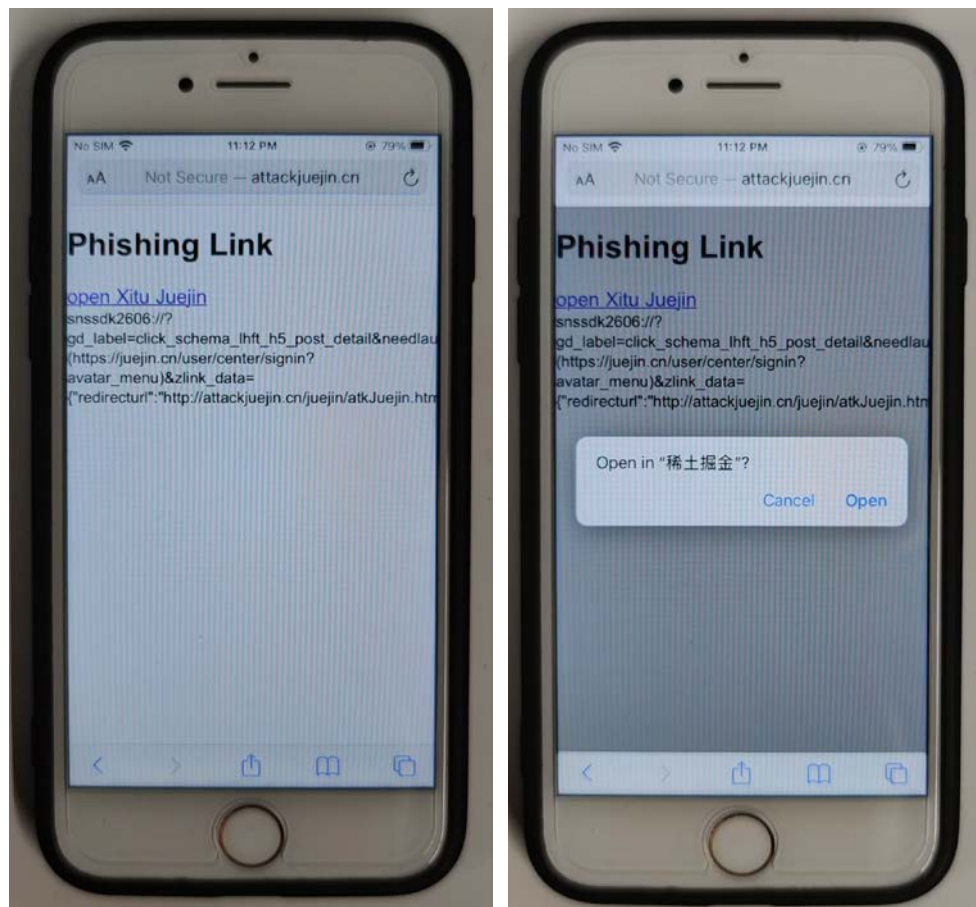 No SIM 11:12 PM 79%
AA Not Secure — attackjuejin.cn
Phishing Link
open Xitu Juejin
snssdk2606://?
gd_label=click_schema_lhft_h5_post_detail&needlau
(https://juejin.cn/user/center/signin?
avatar_menu)&zlink_data=
{"redirecturl":"http://attackjuejin.cn/juejin/atkJuejin.htm
No SIM 11:12 PM 79%
AA Not Secure — attackjuejin.cn
Phishing Link
open Xitu Juejin
snssdk2606://?
gd_label=click_schema_lhft_h5_post_detail&needlau
(https://juejin.cn/user/center/signin?
avatar_menu)&zlink_data=
{"redirecturl":"http://attackjuejin.cn/juejin/atkJuejin.htm
Open in “稀土掘金”?
Cancel Open